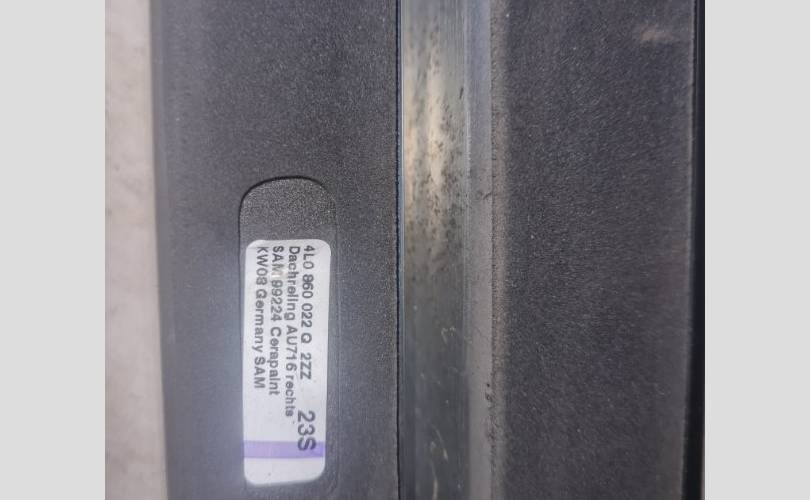 4L0 860 022 Q 2ZZ
Dachreling AU716 rechts
23S
SAM 99224 Cerapaint
KW08 Germany SAM